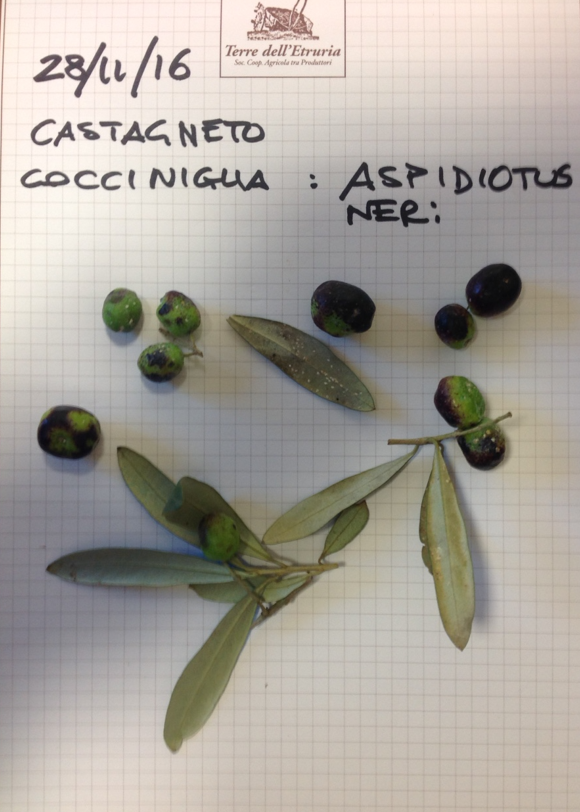 Terre dell'Etruria
Soc. Coop. Agricola tra Produttori
28/11/16
CASTAGNETO
COCCINIGLIA : ASPIDIOTUS
NERI